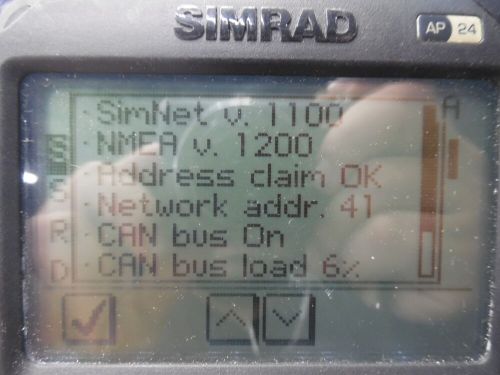 SIMRAD
AP 24
· SimNet v. 1100
· NMEA v. 1200
· Address claim OK
· Network addr. 41
· CAN bus On
· CAN bus load 6%
A
S
R
D